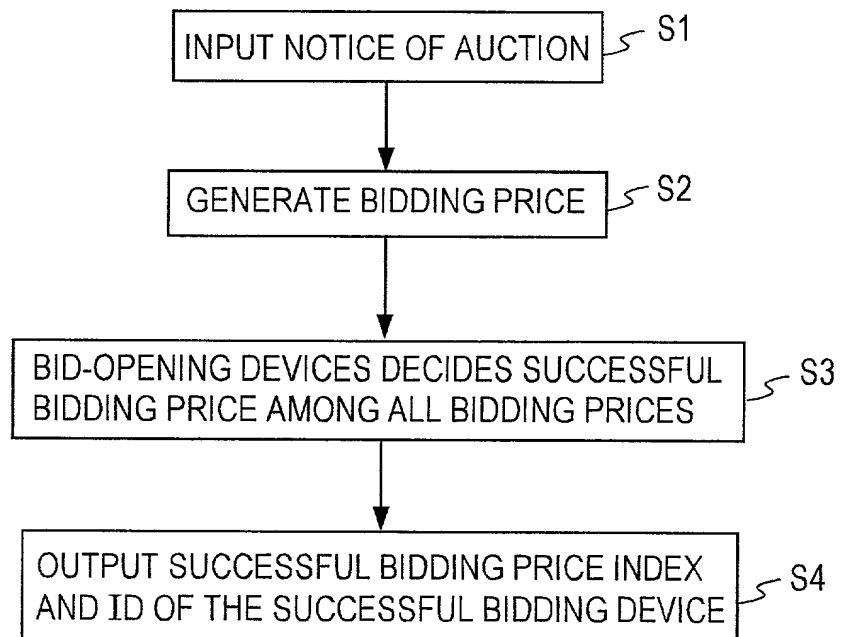 INPUT NOTICE OF AUCTION
S1
GENERATE BIDDING PRICE
S2
BID-OPENING DEVICES DECIDES SUCCESSFUL
BIDDING PRICE AMONG ALL BIDDING PRICES
S3
OUTPUT SUCCESSFUL BIDDING PRICE INDEX
AND ID OF THE SUCCESSFUL BIDDING DEVICE
S4